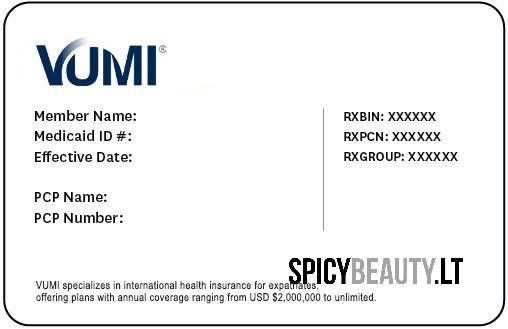 VUMI®
Member Name:
Medicaid ID #:
Effective Date:
PCP Name:
PCP Number:
RXBIN: XXXXXX
RXPCN: XXXXXX
RXGROUP: XXXXXX
SPICYBEAUTY.LT
VUMI specializes in international health insurance for expatriates,
offering plans with annual coverage ranging from USD $2,000,000 to unlimited.